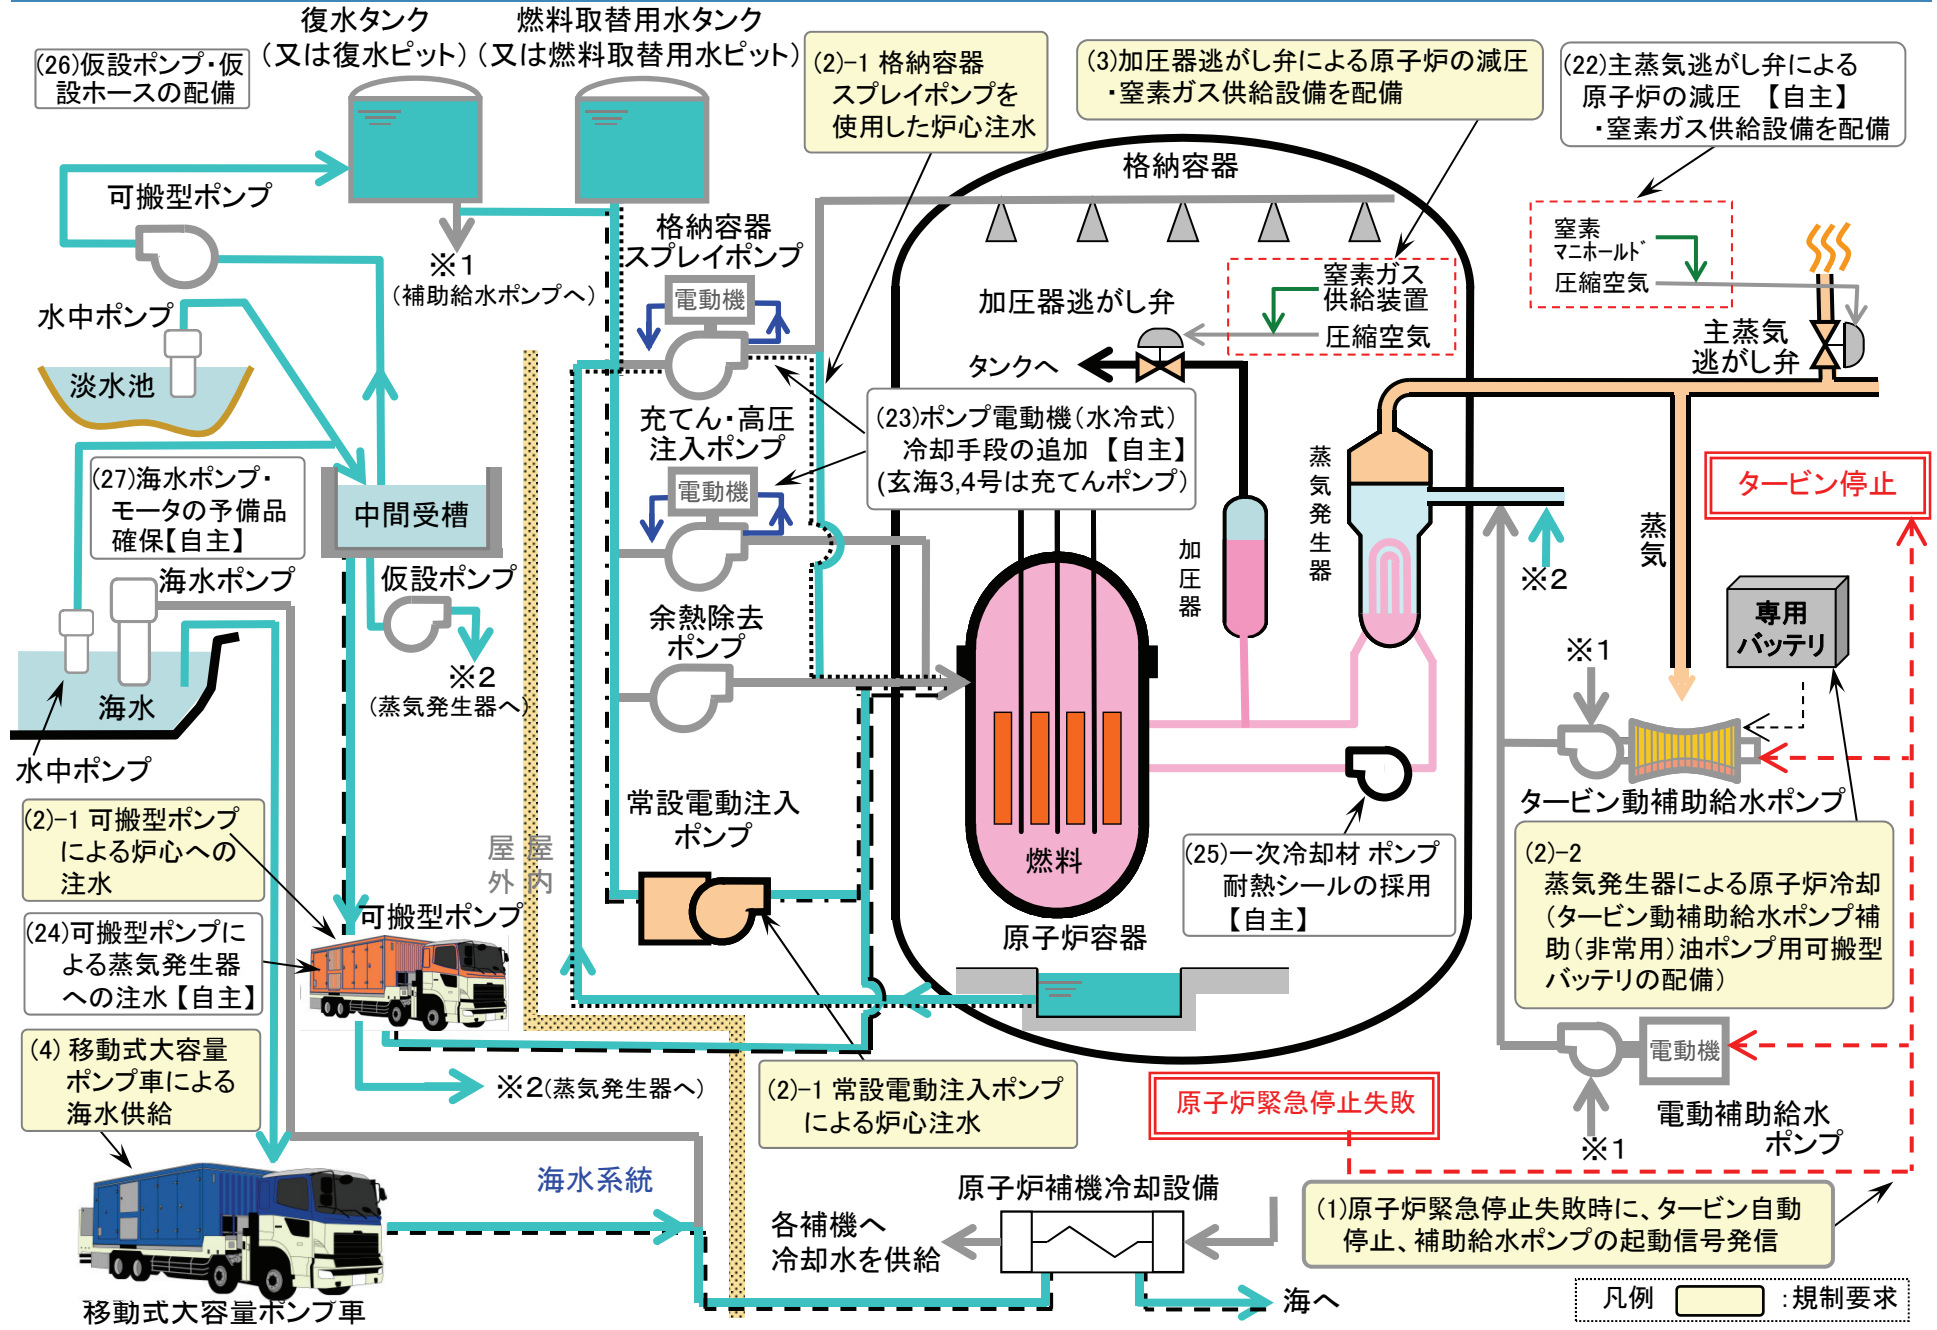 復水タンク
(又は復水ピット)
燃料取替用水タンク
(又は燃料取替用水ピット)
(26)仮設ポンプ・仮
設ホースの配備
(2)-1 格納容器
スプレイポンプを
使用した炉心注水
(3)加圧器逃がし弁による原子炉の減圧
・窒素ガス供給設備を配備
(22)主蒸気逃がし弁による
原子炉の減圧 【自主】
・窒素ガス供給設備を配備
可搬型ポンプ
※1
(補助給水ポンプへ)
格納容器
スプレイポンプ
電動機
格納容器
窒素
マニホールド
圧縮空気
窒素ガス
供給装置
圧縮空気
加圧器逃がし弁
タンクへ
主蒸気
逃がし弁
水中ポンプ
淡水池
充てん・高圧
注入ポンプ
電動機
(23)ポンプ電動機(水冷式)
冷却手段の追加 【自主】
(玄海3,4号は充てんポンプ)
蒸気発生器
タービン停止
蒸気
(27)海水ポンプ・
モータの予備品
確保【自主】
中間受槽
加圧器
※2
海水ポンプ
仮設ポンプ
※2
(蒸気発生器へ)
余熱除去
ポンプ
専用
バッテリ
※1
海水
水中ポンプ
タービン動補助給水ポンプ
(2)-1 可搬型ポンプ
による炉心への
注水
屋外
屋内
常設電動注入
ポンプ
燃料
原子炉容器
(25)一次冷却材 ポンプ
耐熱シールの採用
【自主】
(2)-2
蒸気発生器による原子炉冷却
(タービン動補助給水ポンプ補
助(非常用)油ポンプ用可搬型
バッテリの配備)
可搬型ポンプ
(24)可搬型ポンプに
よる蒸気発生器
への注水【自主】
(4) 移動式大容量
ポンプ車による
海水供給
※2(蒸気発生器へ)
(2)-1 常設電動注入ポンプ
による炉心注水
原子炉緊急停止失敗
電動機
※1
電動補助給水
ポンプ
海水系統
原子炉補機冷却設備
各補機へ
冷却水を供給
海へ
(1)原子炉緊急停止失敗時に、タービン自動
停止、補助給水ポンプの起動信号発信
移動式大容量ポンプ車
凡例 :規制要求